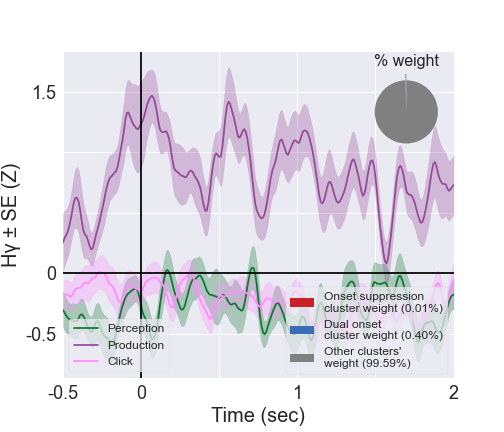 % weight
1.5
0
-0.5
Hγ ± SE (Z)
Perception
Production
Click
Onset suppression
cluster weight (0.01%)
Dual onset
cluster weight (0.40%)
Other clusters'
weight (99.59%)
-0.5 0 1 2
Time (sec)